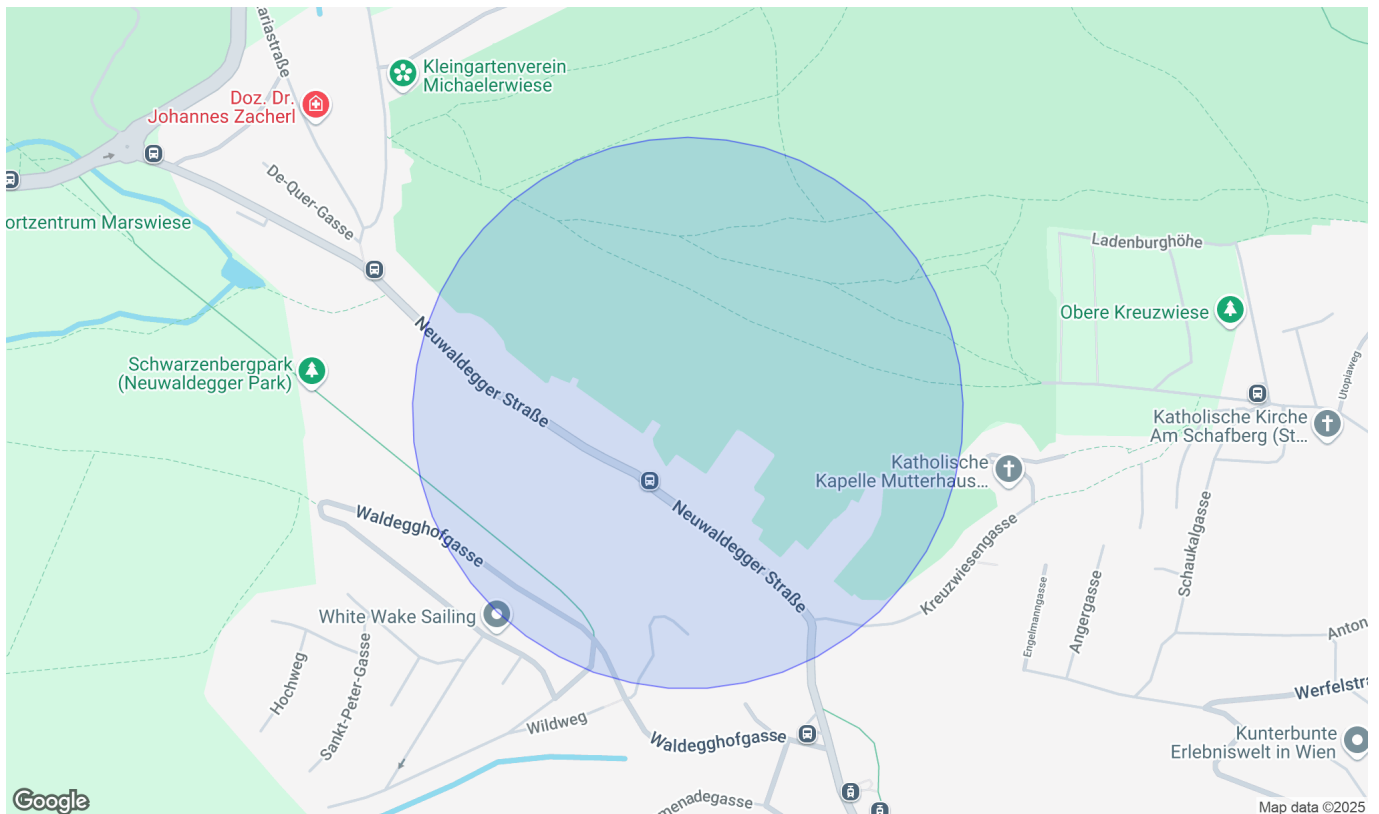 ariastraße
Kleingartenverein
Michaelerwiese
Doz. Dr.
Johannes Zacherl
De-Quer-Gasse
ortzentrum Marswiese
Ladenburghöhe
Obere Kreuzwiese
Neuwaldegger Straße
Schwarzenbergpark
(Neuwaldegger Park)
Utopiaweg
Katholische Kirche
Am Schafberg (St...
Katholische
Kapelle Mutterhaus...
Waldegghofgasse
Neuwaldegger Straße
Schaukalgasse
Kreuzwiesengasse
Engelmanngasse
Angergasse
White Wake Sailing
Anton
Hochweg
Sankt-Peter-Gasse
Werfelstra
Wildweg
Waldegghofgasse
Kunterbunte
Erlebniswelt in Wien
menadegasse
Google
Map data ©2025